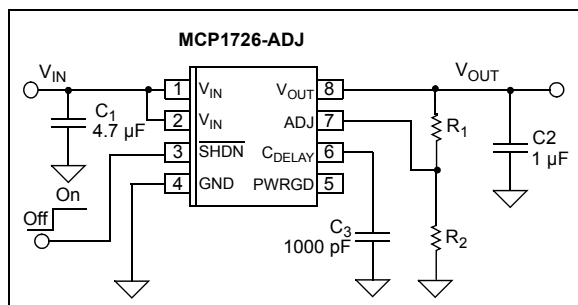 MCP1726-ADJ
VIN
VOUT
1 VIN
VOUT 8
2 VIN
ADJ 7
3 SHDN
CDELAY 6
4 GND
PWRGD 5
C1
4.7 µF
R1
C2
1 µF
On
Off
C3
1000 pF
R2